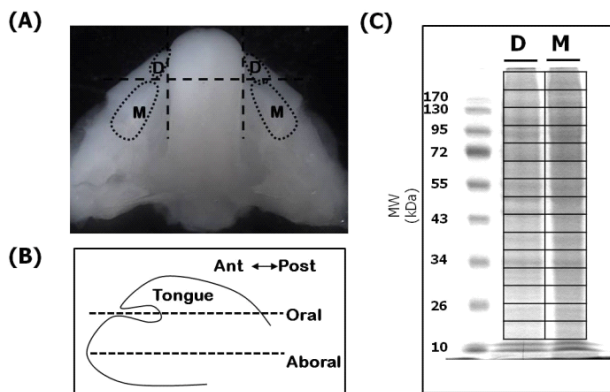 (A)
D
D
M
M
(B)
Ant ↔ Post
Tongue
Oral
Aboral
(C)
D M
170
130
95
72
55
43
34
26
10
MW
(kDa)